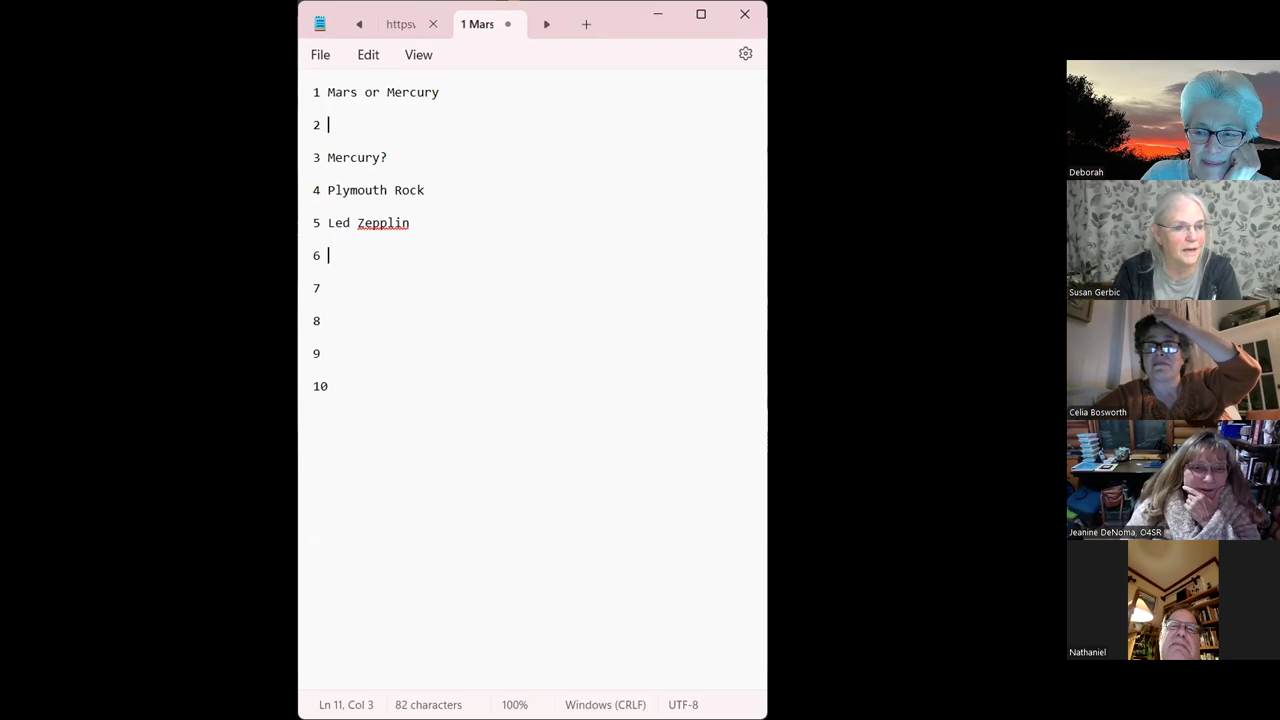 https\
1 Mars
File Edit View
1 Mars or Mercury
2
3 Mercury?
4 Plymouth Rock
5 Led Zepplin
6
7
8
9
10
Ln 11, Col 3 82 characters 100% Windows (CRLF) UTF-8
Deborah
Susan Gerbic
Celia Bosworth
Jeanine DeNoma, O4SR
Nathaniel